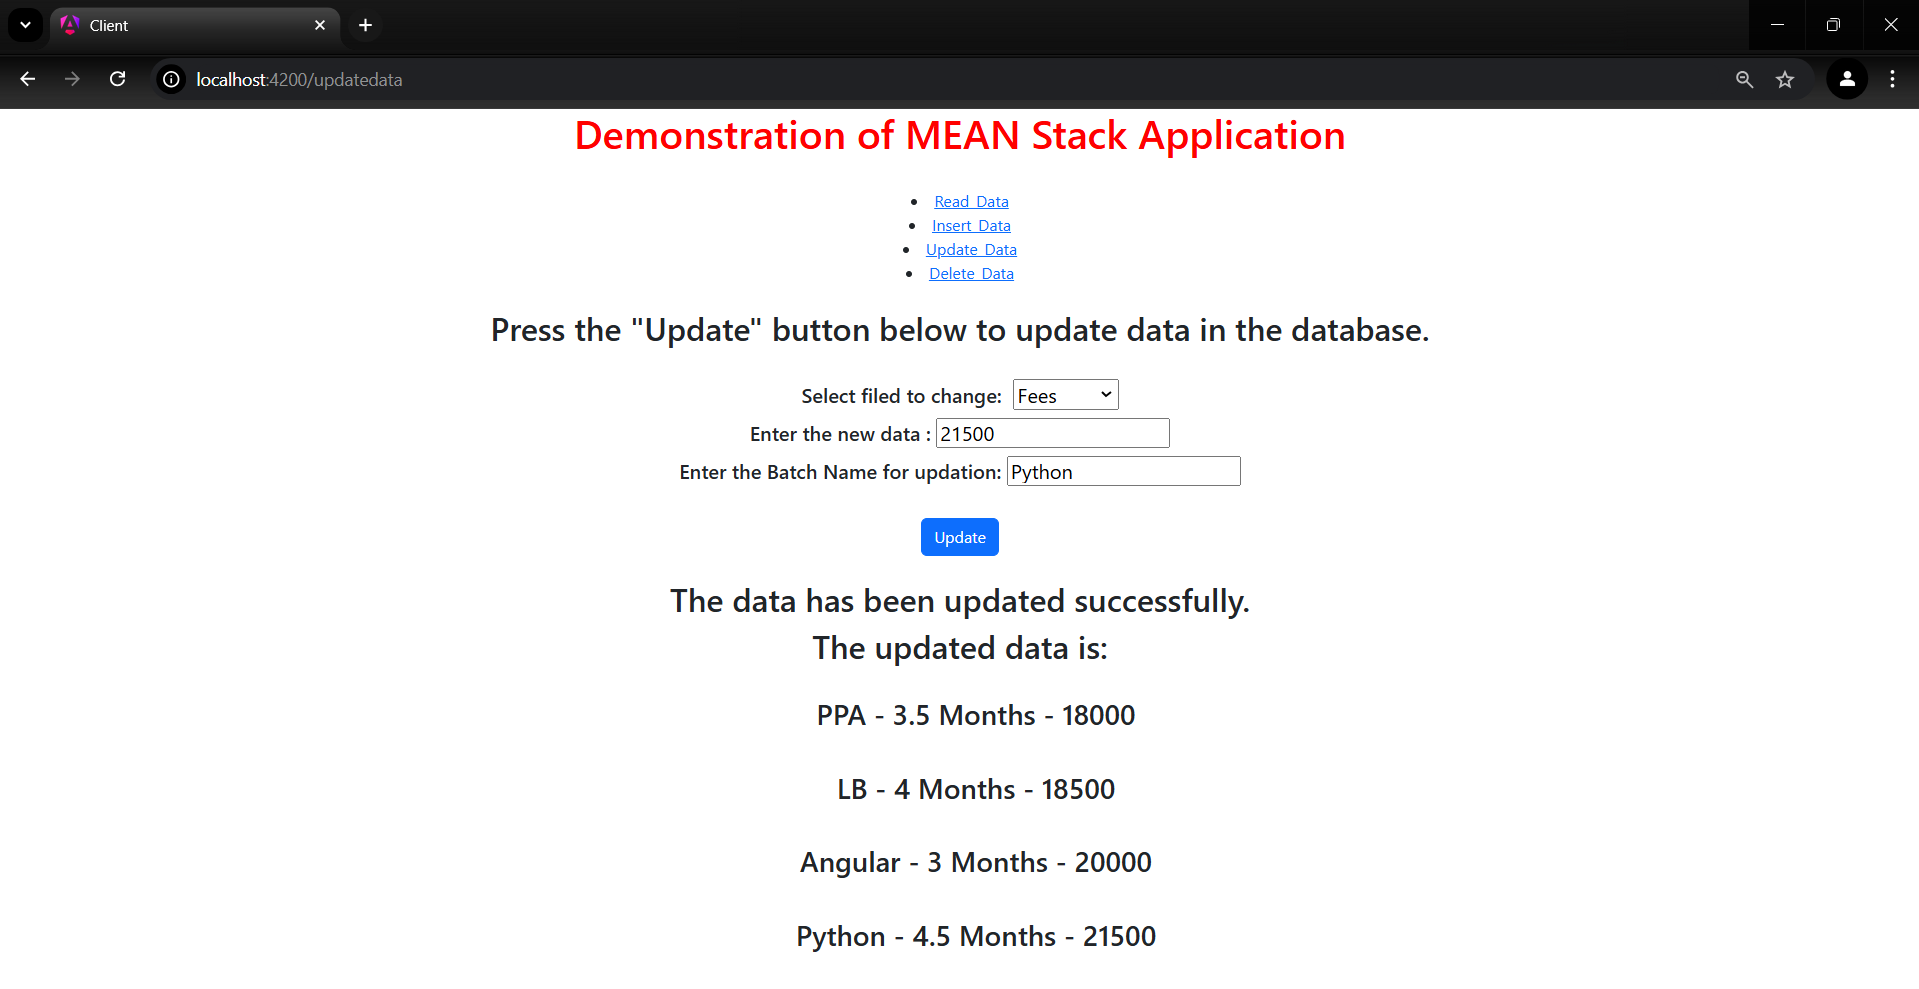 Client
localhost:4200/updatedata
Demonstration of MEAN Stack Application
Read Data
Insert Data
Update Data
Delete Data
Press the "Update" button below to update data in the database.
Select filed to change: Fees
Enter the new data : 21500
Enter the Batch Name for updation: Python
Update
The data has been updated successfully.
The updated data is:
PPA - 3.5 Months - 18000
LB - 4 Months - 18500
Angular - 3 Months - 20000
Python - 4.5 Months - 21500